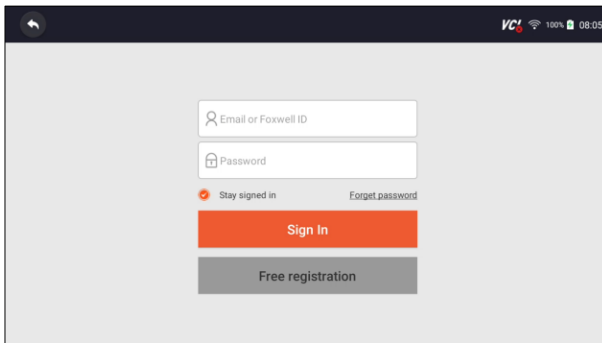 VCI 100% 08:05
Email or Foxwell ID
Password
Stay signed in Forget password
Sign In
Free registration